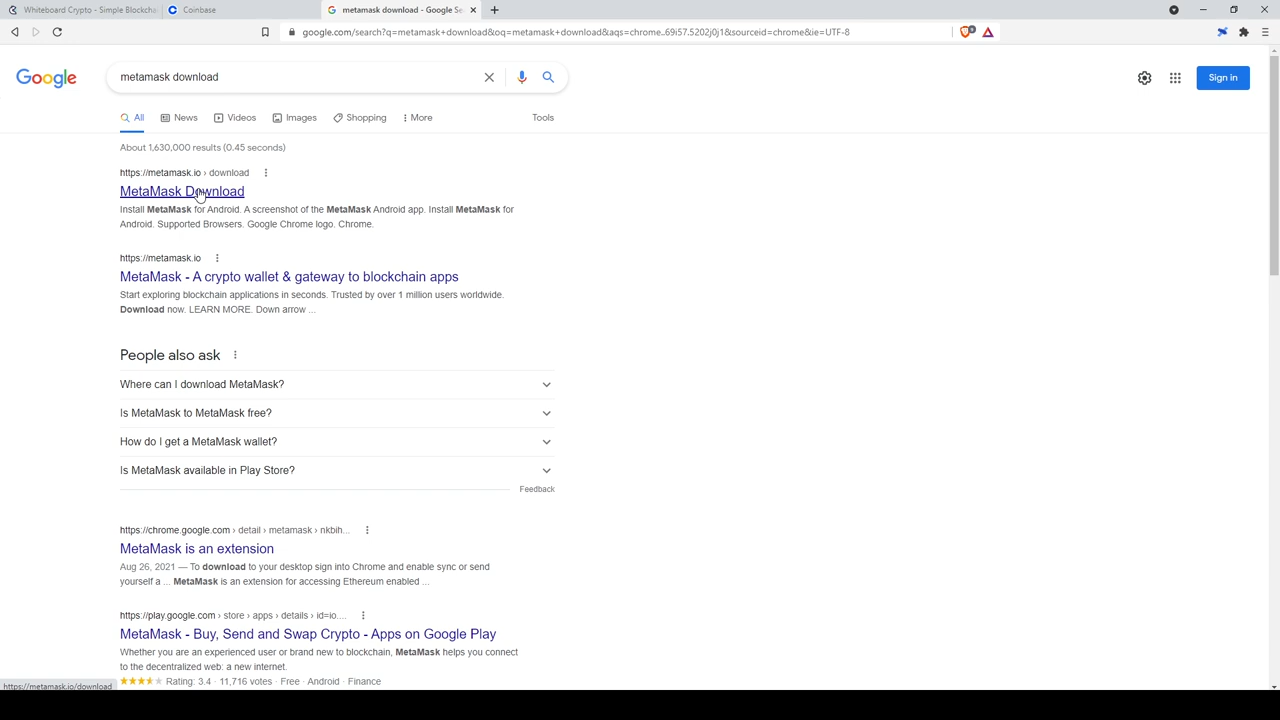 Whiteboard Crypto - Simple Blockcha
Coinbase
metamask download - Google Se
google.com/search?q=metamask+download&oq=metamask+download&aqs=chrome..69i57.5202j0j1&sourceid=chrome&ie=UTF-8
Google
metamask download
Sign in
All
News
Videos
Images
Shopping
More
Tools
About 1,630,000 results (0.45 seconds)
https://metamask.io › download
MetaMask Download
Install MetaMask for Android. A screenshot of the MetaMask Android app. Install MetaMask for
Android. Supported Browsers. Google Chrome logo. Chrome.
https://metamask.io
MetaMask - A crypto wallet & gateway to blockchain apps
Start exploring blockchain applications in seconds. Trusted by over 1 million users worldwide.
Download now. LEARN MORE. Down arrow ...
People also ask
Where can I download MetaMask?
Is MetaMask to MetaMask free?
How do I get a MetaMask wallet?
Is MetaMask available in Play Store?
Feedback
https://chrome.google.com › detail › metamask › nkbih...
MetaMask is an extension
Aug 26, 2021 — To download to your desktop sign into Chrome and enable sync or send
yourself a ... MetaMask is an extension for accessing Ethereum enabled ...
https://play.google.com › store › apps › details › id=io....
MetaMask - Buy, Send and Swap Crypto - Apps on Google Play
Whether you are an experienced user or brand new to blockchain, MetaMask helps you connect
to the decentralized web: a new internet.
Rating: 3.4 · 11,716 votes · Free · Android · Finance
https://metamask.io/download